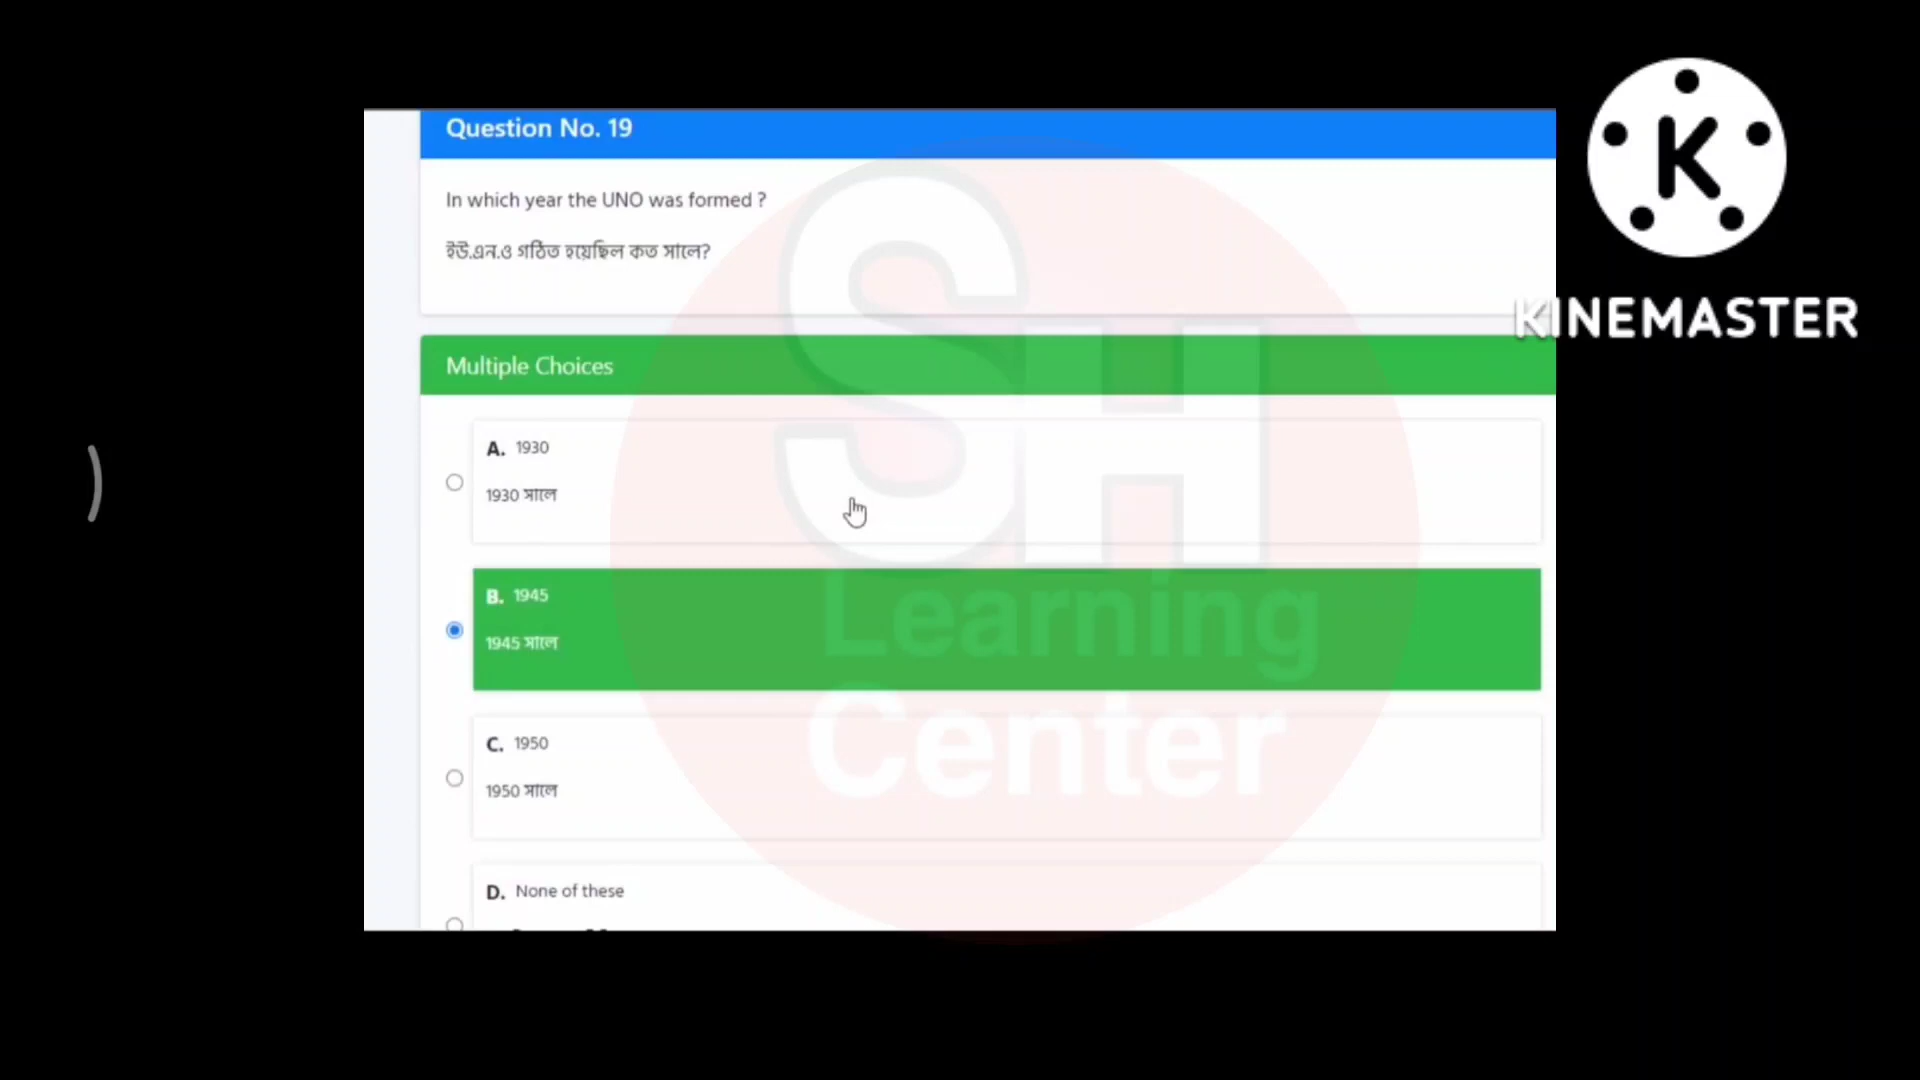 Question No. 19
In which year the UNO was formed ?
ইউ.এন.ও গঠিত হয়েছিল কত সালে?
Multiple Choices
A. 1930
1930 সালে
B. 1945
1945 সালে
C. 1950
1950 সালে
D. None of these
SH
Learning
Center
K
KINEMASTER